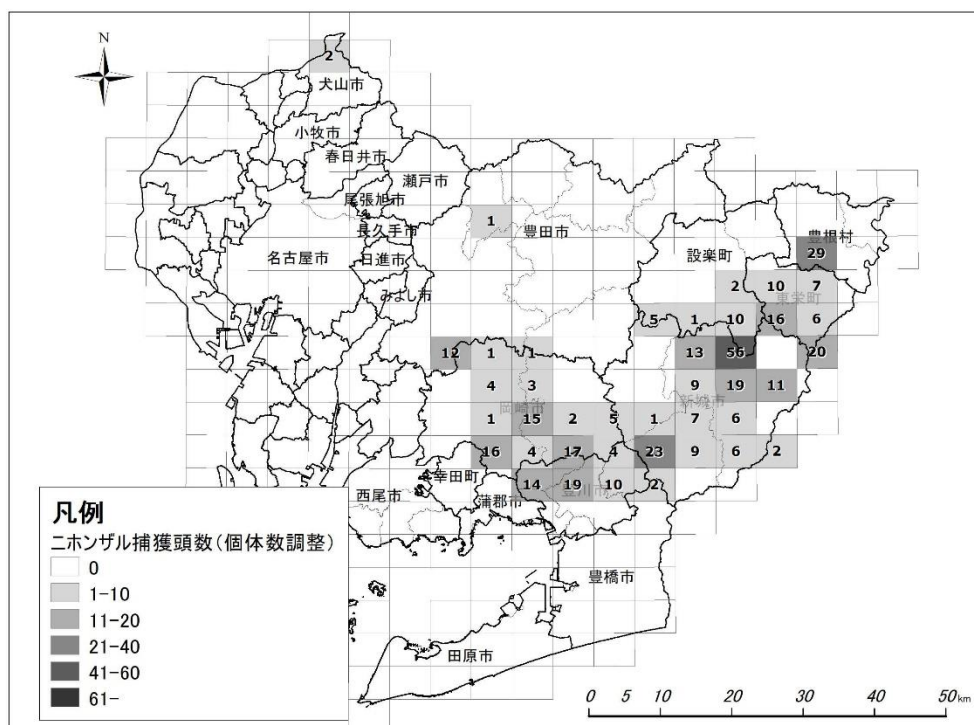 N
2
犬山市
小牧市
春日井市
瀬戸市
尾張旭市
1
長久手市
豊田市
豊根村
名古屋市
日進市
設楽町
29
みよし市
2 10 7
東栄町
5 1 10 16 6
12 1 1 13 56 20
4 3 9 19 11
岡崎市
新城市
1 15 2 5 1 7 6
16 4 17 4 23 9 6 2
幸田町
西尾市
蒲郡市
14 19 10 2
豊川市
豊橋市
田原市
凡例
ニホンザル捕獲頭数(個体数調整)
0
1-10
11-20
21-40
41-60
61-
0 5 10 20 30 40 50 km